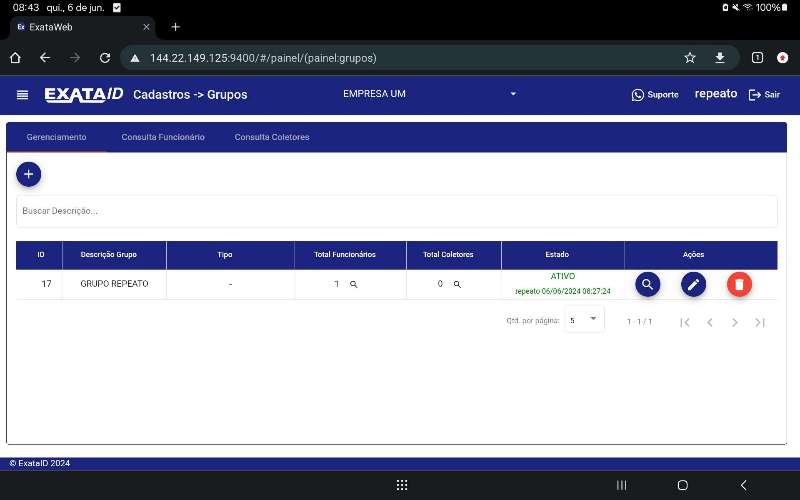 08:43 qui., 6 de jun.
100%
Ex ExataWeb
144.22.149.125:9400/#/painel/(painel:grupos)
1
EXATAID Cadastros -> Grupos EMPRESA UM Suporte repeato Sair
Gerenciamento Consulta Funcionário Consulta Coletores
+
Buscar Descrição...
ID Descrição Grupo Tipo Total Funcionários Total Coletores Estado Ações
17 GRUPO REPEATO - 1 0 ATIVO
repeato 06/06/2024 08:27:24
Qtd. por página: 5 1 - 1 / 1
© ExataID 2024